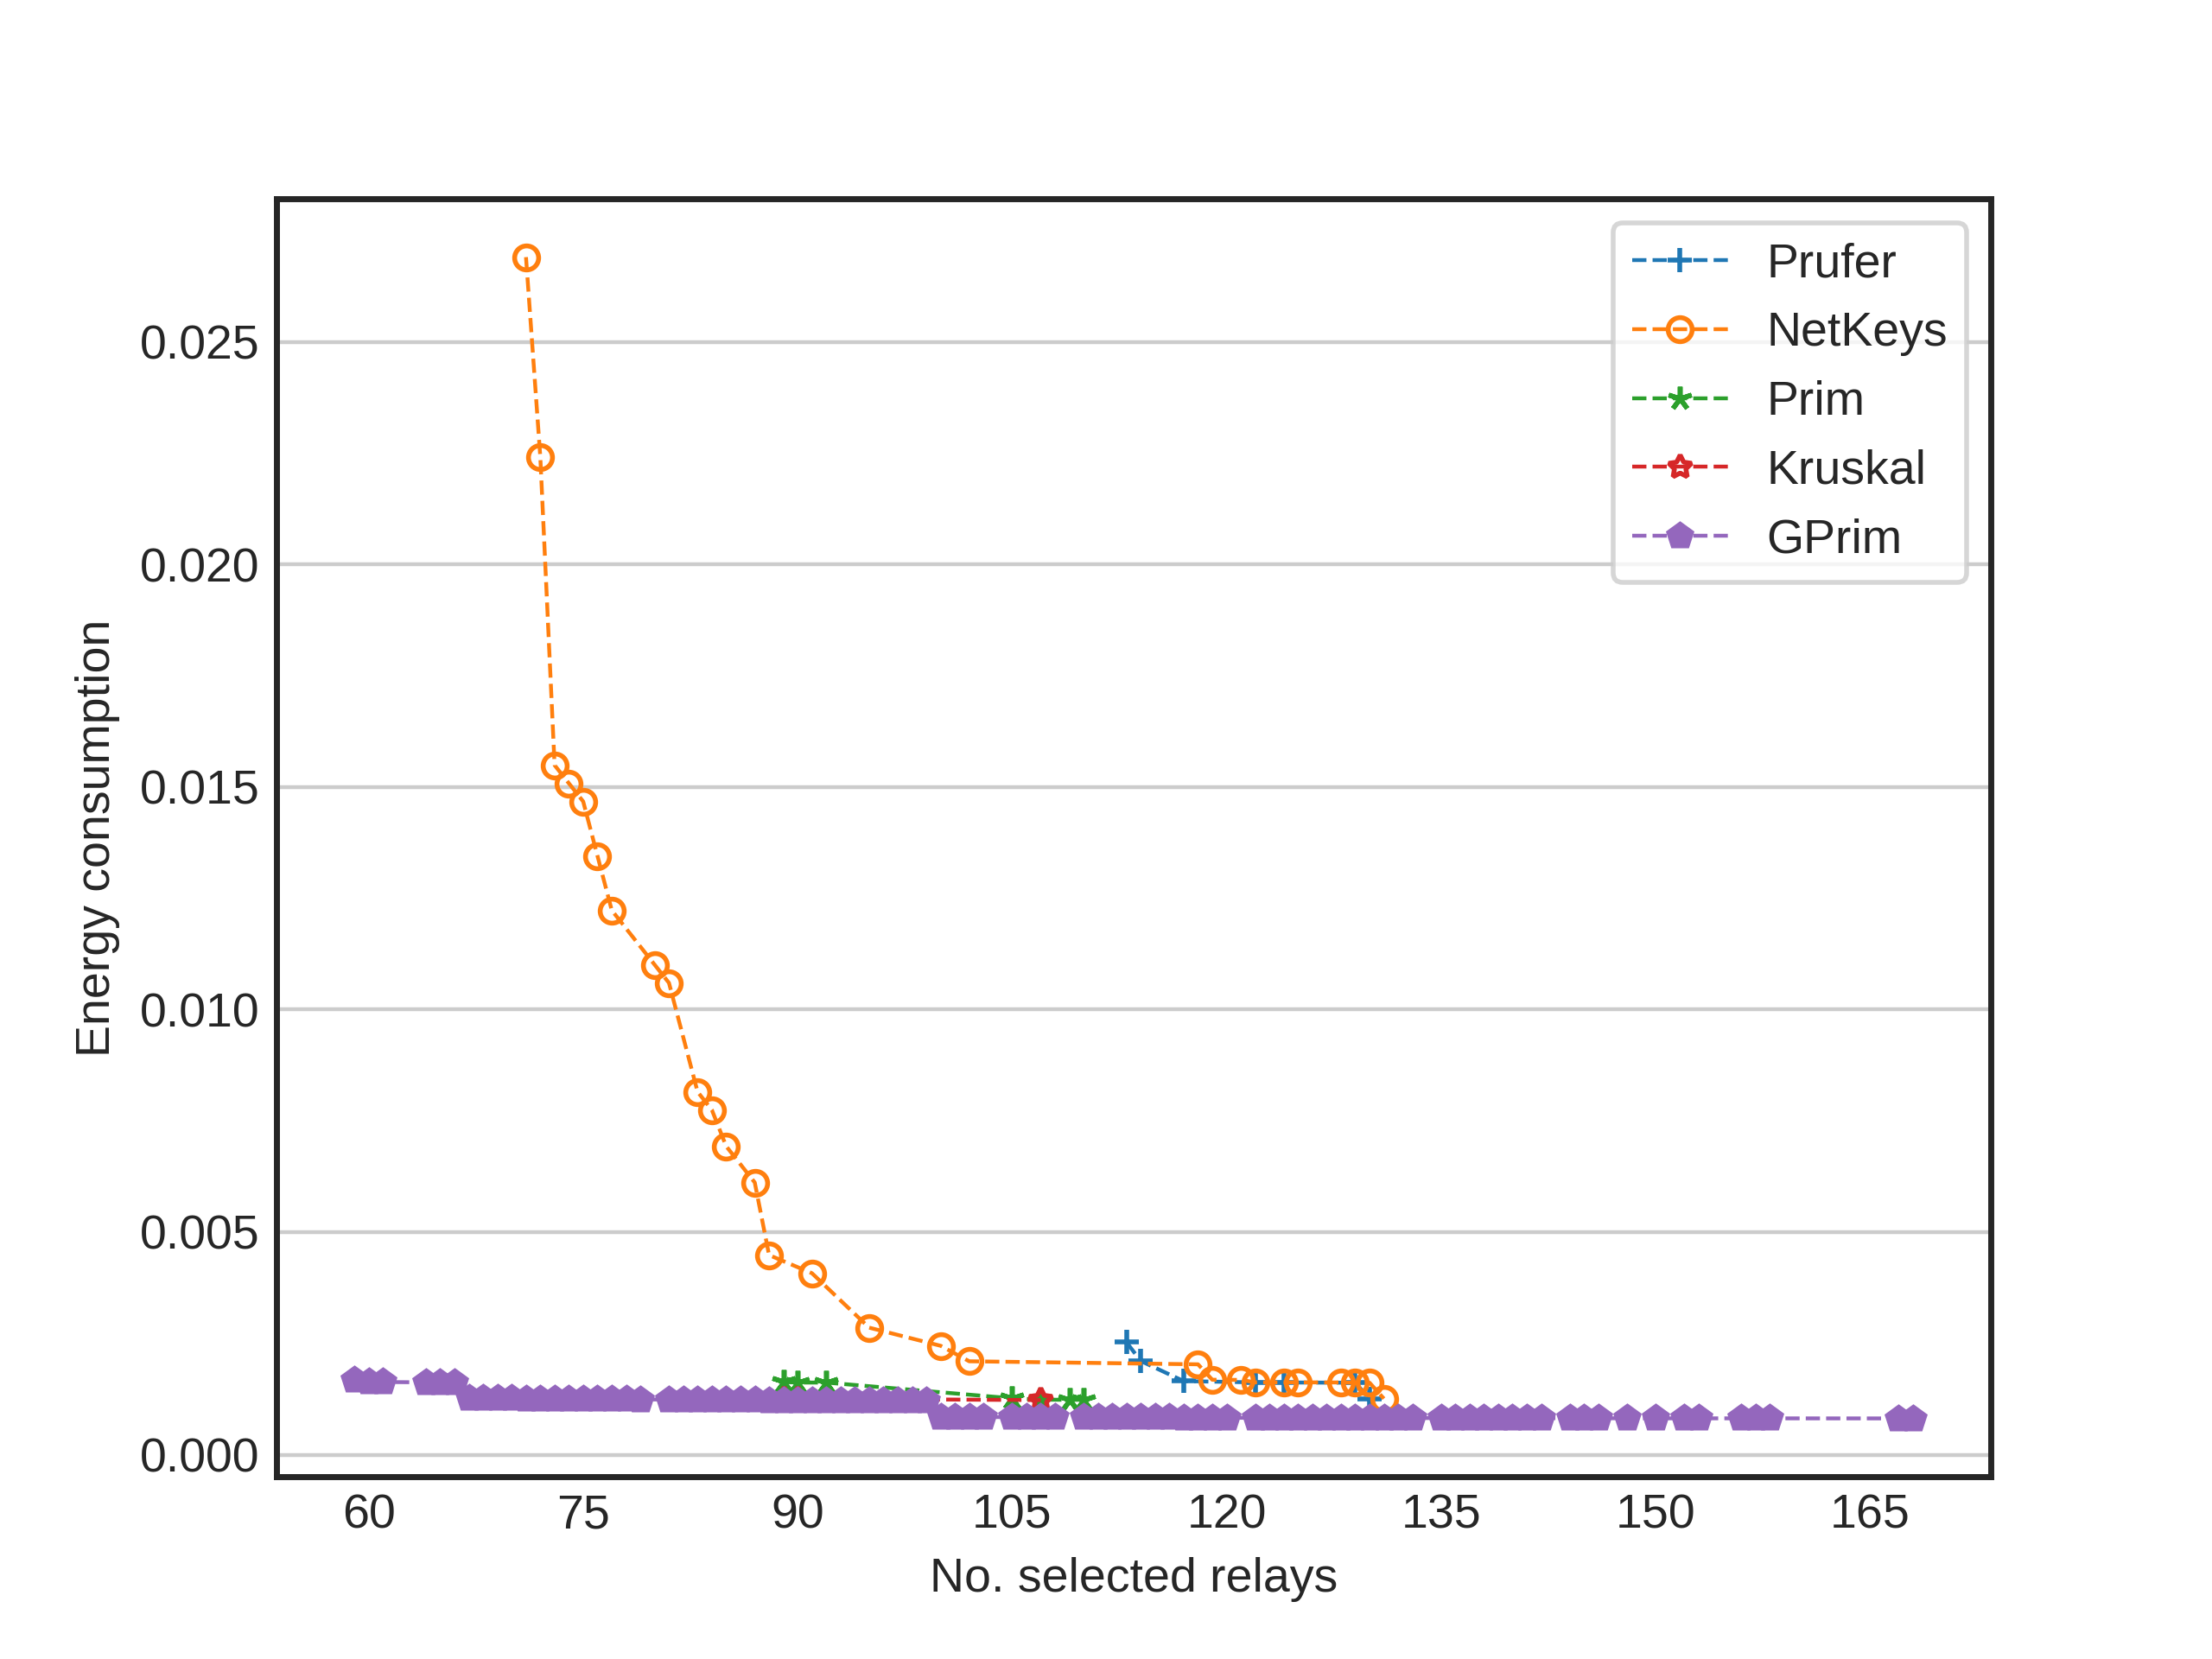 Prufer
NetKeys
Prim
Kruskal
GPrim
0.025
0.020
0.015
0.010
0.005
0.000
Energy consumption
60 75 90 105 120 135 150 165
No. selected relays